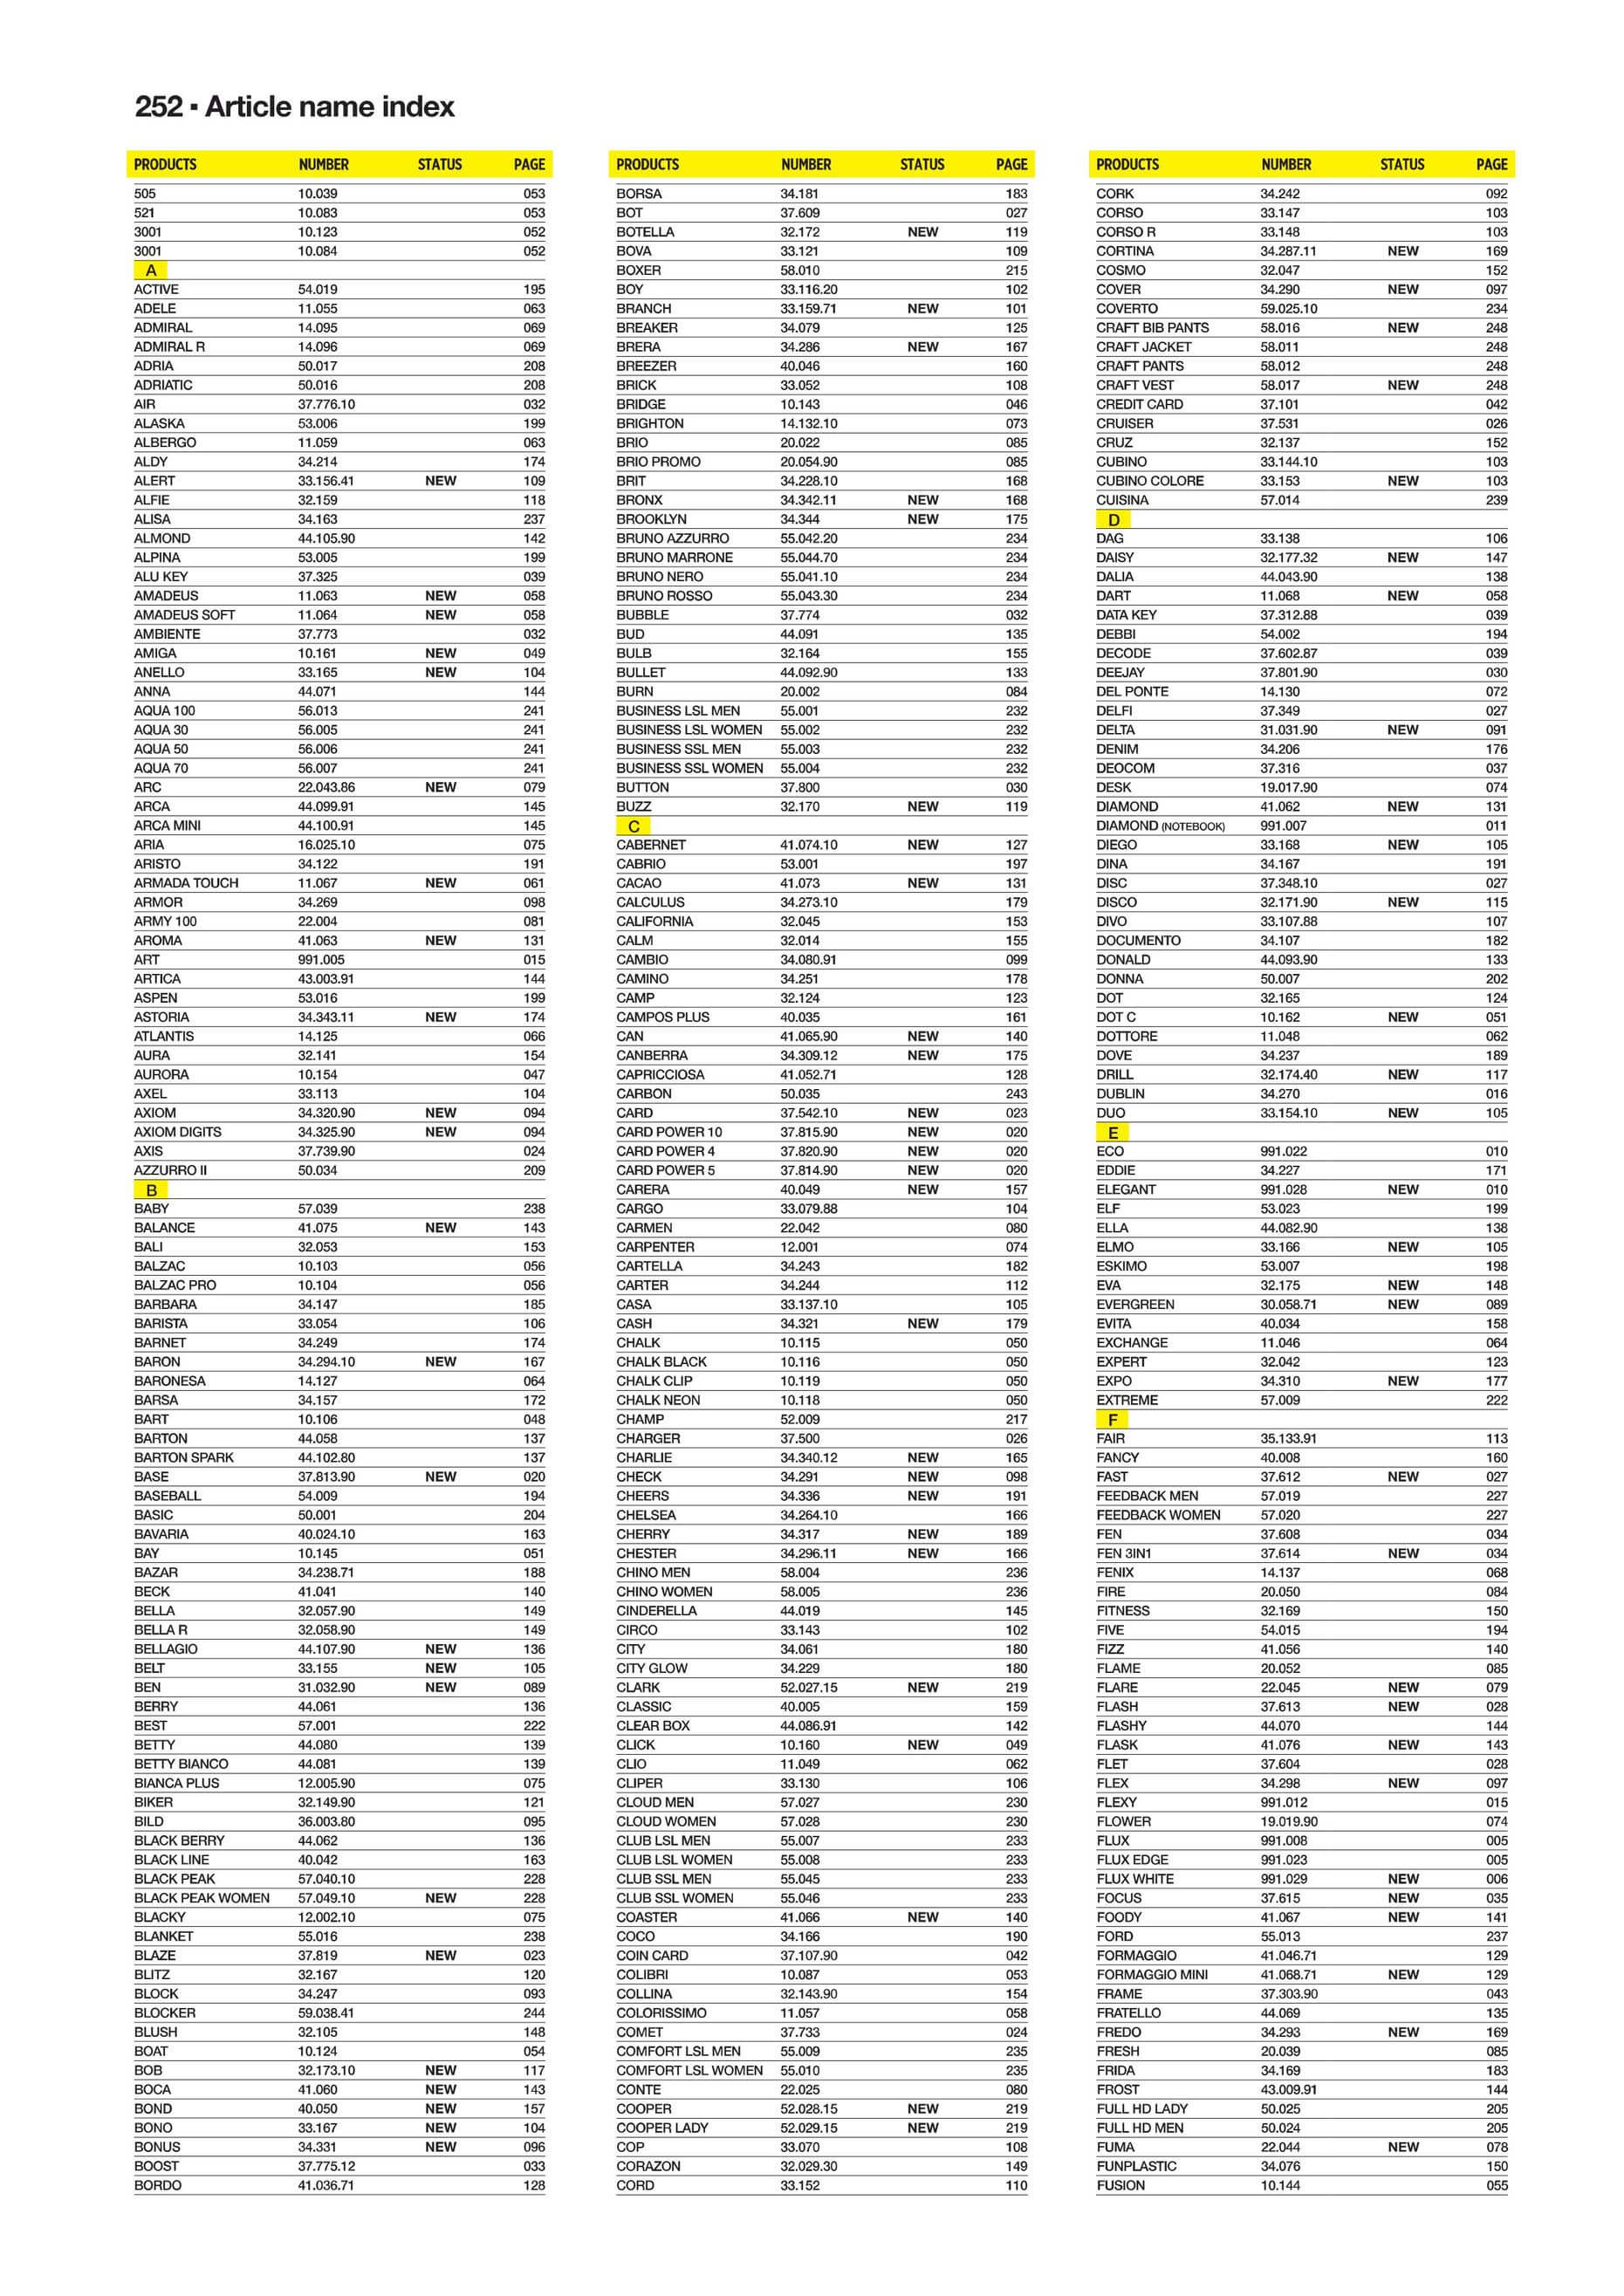 252 ▪ Article name index
PRODUCTS NUMBER STATUS PAGE
505 10.039 053
521 10.083 053
3001 10.123 052
3001 10.084 052
A
ACTIVE 54.019 195
ADELE 11.055 063
ADMIRAL 14.095 069
ADMIRAL R 14.096 069
ADRIA 50.017 208
ADRIATIC 50.016 208
AIR 37.776.10 032
ALASKA 53.006 199
ALBERGO 11.059 063
ALDY 34.214 174
ALERT 33.156.41 NEW 109
ALFIE 32.159 118
ALISA 34.163 237
ALMOND 44.105.90 142
ALPINA 53.005 199
ALU KEY 37.325 039
AMADEUS 11.063 NEW 058
AMADEUS SOFT 11.064 NEW 058
AMBIENTE 37.773 032
AMIGA 10.161 NEW 049
ANELLO 33.165 NEW 104
ANNA 44.071 144
AQUA 100 56.013 241
AQUA 30 56.005 241
AQUA 50 56.006 241
AQUA 70 56.007 241
ARC 22.043.86 NEW 079
ARCA 44.099.91 145
ARCA MINI 44.100.91 145
ARIA 16.025.10 075
ARISTO 34.122 191
ARMADA TOUCH 11.067 NEW 061
ARMOR 34.269 098
ARMY 100 22.004 081
AROMA 41.063 NEW 131
ART 991.005 015
ARTICA 43.003.91 144
ASPEN 53.016 199
ASTORIA 34.343.11 NEW 174
ATLANTIS 14.125 066
AURA 32.141 154
AURORA 10.154 047
AXEL 33.113 104
AXIOM 34.320.90 NEW 094
AXIOM DIGITS 34.325.90 NEW 094
AXIS 37.739.90 024
AZZURRO II 50.034 209
B
BABY 57.039 238
BALANCE 41.075 NEW 143
BALI 32.053 153
BALZAC 10.103 056
BALZAC PRO 10.104 056
BARBARA 34.147 185
BARISTA 33.054 106
BARNET 34.249 174
BARON 34.294.10 NEW 167
BARONESA 14.127 064
BARSA 34.157 172
BART 10.106 048
BARTON 44.058 137
BARTON SPARK 44.102.80 137
BASE 37.813.90 NEW 020
BASEBALL 54.009 194
BASIC 50.001 204
BAVARIA 40.024.10 163
BAY 10.145 051
BAZAR 34.238.71 188
BECK 41.041 140
BELLA 32.057.90 149
BELLA R 32.058.90 149
BELLAGIO 44.107.90 NEW 136
BELT 33.155 NEW 105
BEN 31.032.90 NEW 089
BERRY 44.061 136
BEST 57.001 222
BETTY 44.080 139
BETTY BIANCO 44.081 139
BIANCA PLUS 12.005.90 075
BIKER 32.149.90 121
BILD 36.003.80 095
BLACK BERRY 44.062 136
BLACK LINE 40.042 163
BLACK PEAK 57.040.10 228
BLACK PEAK WOMEN 57.049.10 NEW 228
BLACKY 12.002.10 075
BLANKET 55.016 238
BLAZE 37.819 NEW 023
BLITZ 32.167 120
BLOCK 34.247 093
BLOCKER 59.038.41 244
BLUSH 32.105 148
BOAT 10.124 054
BOB 32.173.10 NEW 117
BOCA 41.060 NEW 143
BOND 40.050 NEW 157
BONO 33.167 NEW 104
BONUS 34.331 NEW 096
BOOST 37.775.12 033
BORDO 41.036.71 128
PRODUCTS NUMBER STATUS PAGE
BORSA 34.181 183
BOT 37.609 027
BOTELLA 32.172 NEW 119
BOVA 33.121 109
BOXER 58.010 215
BOY 33.116.20 102
BRANCH 33.159.71 NEW 101
BREAKER 34.079 125
BRERA 34.286 NEW 167
BREEZER 40.046 160
BRICK 33.052 108
BRIDGE 10.143 046
BRIGHTON 14.132.10 073
BRIO 20.022 085
BRIO PROMO 20.054.90 085
BRIT 34.228.10 168
BRONX 34.342.11 NEW 168
BROOKLYN 34.344 NEW 175
BRUNO AZZURRO 55.042.20 234
BRUNO MARRONE 55.044.70 234
BRUNO NERO 55.041.10 234
BRUNO ROSSO 55.043.30 234
BUBBLE 37.774 032
BUD 44.091 135
BULB 32.164 155
BULLET 44.092.90 133
BURN 20.002 084
BUSINESS LSL MEN 55.001 232
BUSINESS LSL WOMEN 55.002 232
BUSINESS SSL MEN 55.003 232
BUSINESS SSL WOMEN 55.004 232
BUTTON 37.800 030
BUZZ 32.170 NEW 119
C
CABERNET 41.074.10 NEW 127
CABRIO 53.001 197
CACAO 41.073 NEW 131
CALCULUS 34.273.10 179
CALIFORNIA 32.045 153
CALM 32.014 155
CAMBIO 34.080.91 099
CAMINO 34.251 178
CAMP 32.124 123
CAMPOS PLUS 40.035 161
CAN 41.065.90 NEW 140
CANBERRA 34.309.12 NEW 175
CAPRICCIOSA 41.052.71 128
CARBON 50.035 243
CARD 37.542.10 NEW 023
CARD POWER 10 37.815.90 NEW 020
CARD POWER 4 37.820.90 NEW 020
CARD POWER 5 37.814.90 NEW 020
CARERA 40.049 NEW 157
CARGO 33.079.88 104
CARMEN 22.042 080
CARPENTER 12.001 074
CARTELLA 34.243 182
CARTER 34.244 112
CASA 33.137.10 105
CASH 34.321 NEW 179
CHALK 10.115 050
CHALK BLACK 10.116 050
CHALK CLIP 10.119 050
CHALK NEON 10.118 050
CHAMP 52.009 217
CHARGER 37.500 026
CHARLIE 34.340.12 NEW 165
CHECK 34.291 NEW 098
CHEERS 34.336 NEW 191
CHELSEA 34.264.10 166
CHERRY 34.317 NEW 189
CHESTER 34.296.11 NEW 166
CHINO MEN 58.004 236
CHINO WOMEN 58.005 236
CINDERELLA 44.019 145
CIRCO 33.143 102
CITY 34.061 180
CITY GLOW 34.229 180
CLARK 52.027.15 NEW 219
CLASSIC 40.005 159
CLEAR BOX 44.086.91 142
CLICK 10.160 NEW 049
CLIO 11.049 062
CLIPER 33.130 106
CLOUD MEN 57.027 230
CLOUD WOMEN 57.028 230
CLUB LSL MEN 55.007 233
CLUB LSL WOMEN 55.008 233
CLUB SSL MEN 55.045 233
CLUB SSL WOMEN 55.046 233
COASTER 41.066 NEW 140
COCO 34.166 190
COIN CARD 37.107.90 042
COLIBRI 10.087 053
COLLINA 32.143.90 154
COLORISSIMO 11.057 058
COMET 37.733 024
COMFORT LSL MEN 55.009 235
COMFORT LSL WOMEN 55.010 235
CONTE 22.025 080
COOPER 52.028.15 NEW 219
COOPER LADY 52.029.15 NEW 219
COP 33.070 108
CORAZON 32.029.30 149
CORD 33.152 110
PRODUCTS NUMBER STATUS PAGE
CORK 34.242 092
CORSO 33.147 103
CORSO R 33.148 103
CORTINA 34.287.11 NEW 169
COSMO 32.047 152
COVER 34.290 NEW 097
COVERTO 59.025.10 234
CRAFT BIB PANTS 58.016 NEW 248
CRAFT JACKET 58.011 248
CRAFT PANTS 58.012 248
CRAFT VEST 58.017 NEW 248
CREDIT CARD 37.101 042
CRUISER 37.531 026
CRUZ 32.137 152
CUBINO 33.144.10 103
CUBINO COLORE 33.153 NEW 103
CUISINA 57.014 239
D
DAG 33.138 106
DAISY 32.177.32 NEW 147
DALIA 44.043.90 138
DART 11.068 NEW 058
DATA KEY 37.312.88 039
DEBBI 54.002 194
DECODE 37.602.87 039
DEEJAY 37.801.90 030
DEL PONTE 14.130 072
DELFI 37.349 027
DELTA 31.031.90 NEW 091
DENIM 34.206 176
DEOCOM 37.316 037
DESK 19.017.90 074
DIAMOND 41.062 NEW 131
DIAMOND (NOTEBOOK) 991.007 011
DIEGO 33.168 NEW 105
DINA 34.167 191
DISC 37.348.10 027
DISCO 32.171.90 NEW 115
DIVO 33.107.88 107
DOCUMENTO 34.107 182
DONALD 44.093.90 133
DONNA 50.007 202
DOT 32.165 124
DOT C 10.162 NEW 051
DOTTORE 11.048 062
DOVE 34.237 189
DRILL 32.174.40 NEW 117
DUBLIN 34.270 016
DUO 33.154.10 NEW 105
E
ECO 991.022 010
EDDIE 34.227 171
ELEGANT 991.028 NEW 010
ELF 53.023 199
ELLA 44.082.90 138
ELMO 33.166 NEW 105
ESKIMO 53.007 198
EVA 32.175 NEW 148
EVERGREEN 30.058.71 NEW 089
EVITA 40.034 158
EXCHANGE 11.046 064
EXPERT 32.042 123
EXPO 34.310 NEW 177
EXTREME 57.009 222
F
FAIR 35.133.91 113
FANCY 40.008 160
FAST 37.612 NEW 027
FEEDBACK MEN 57.019 227
FEEDBACK WOMEN 57.020 227
FEN 37.608 034
FEN 3IN1 37.614 NEW 034
FENIX 14.137 068
FIRE 20.050 084
FITNESS 32.169 150
FIVE 54.015 194
FIZZ 41.056 140
FLAME 20.052 085
FLARE 22.045 NEW 079
FLASH 37.613 NEW 028
FLASHY 44.070 144
FLASK 41.076 NEW 143
FLET 37.604 028
FLEX 34.298 NEW 097
FLEXY 991.012 015
FLOWER 19.019.90 074
FLUX 991.008 005
FLUX EDGE 991.023 005
FLUX WHITE 991.029 NEW 006
FOCUS 37.615 NEW 035
FOODY 41.067 NEW 141
FORD 55.013 237
FORMAGGIO 41.046.71 129
FORMAGGIO MINI 41.068.71 NEW 129
FRAME 37.303.90 043
FRATELLO 44.069 135
FREDO 34.293 NEW 169
FRESH 20.039 085
FRIDA 34.169 183
FROST 43.009.91 144
FULL HD LADY 50.025 205
FULL HD MEN 50.024 205
FUMA 22.044 NEW 078
FUNPLASTIC 34.076 150
FUSION 10.144 055